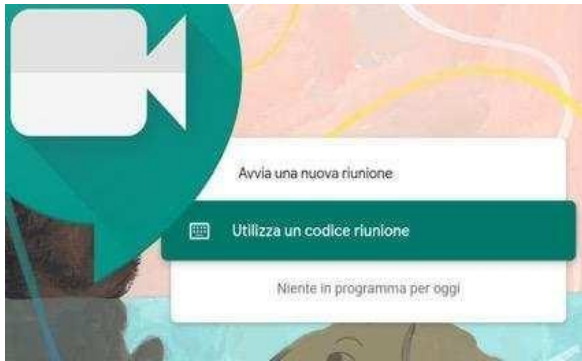 Avvia una nuova riunione
Utilizza un codice riunione
Niente in programma per oggi